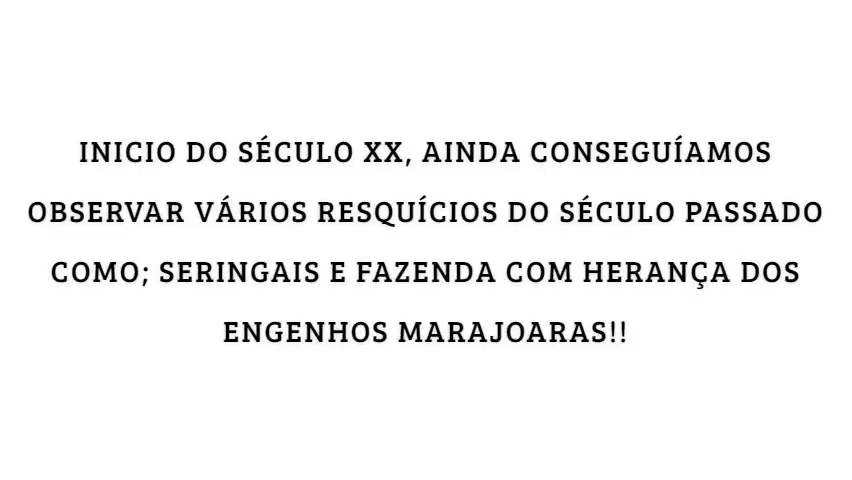 INICIO DO SÉCULO XX, AINDA CONSEGUÍAMOS
OBSERVAR VÁRIOS RESQUÍCIOS DO SÉCULO PASSADO
COMO; SERINGAIS E FAZENDA COM HERANÇA DOS
ENGENHOS MARAJOARAS!!